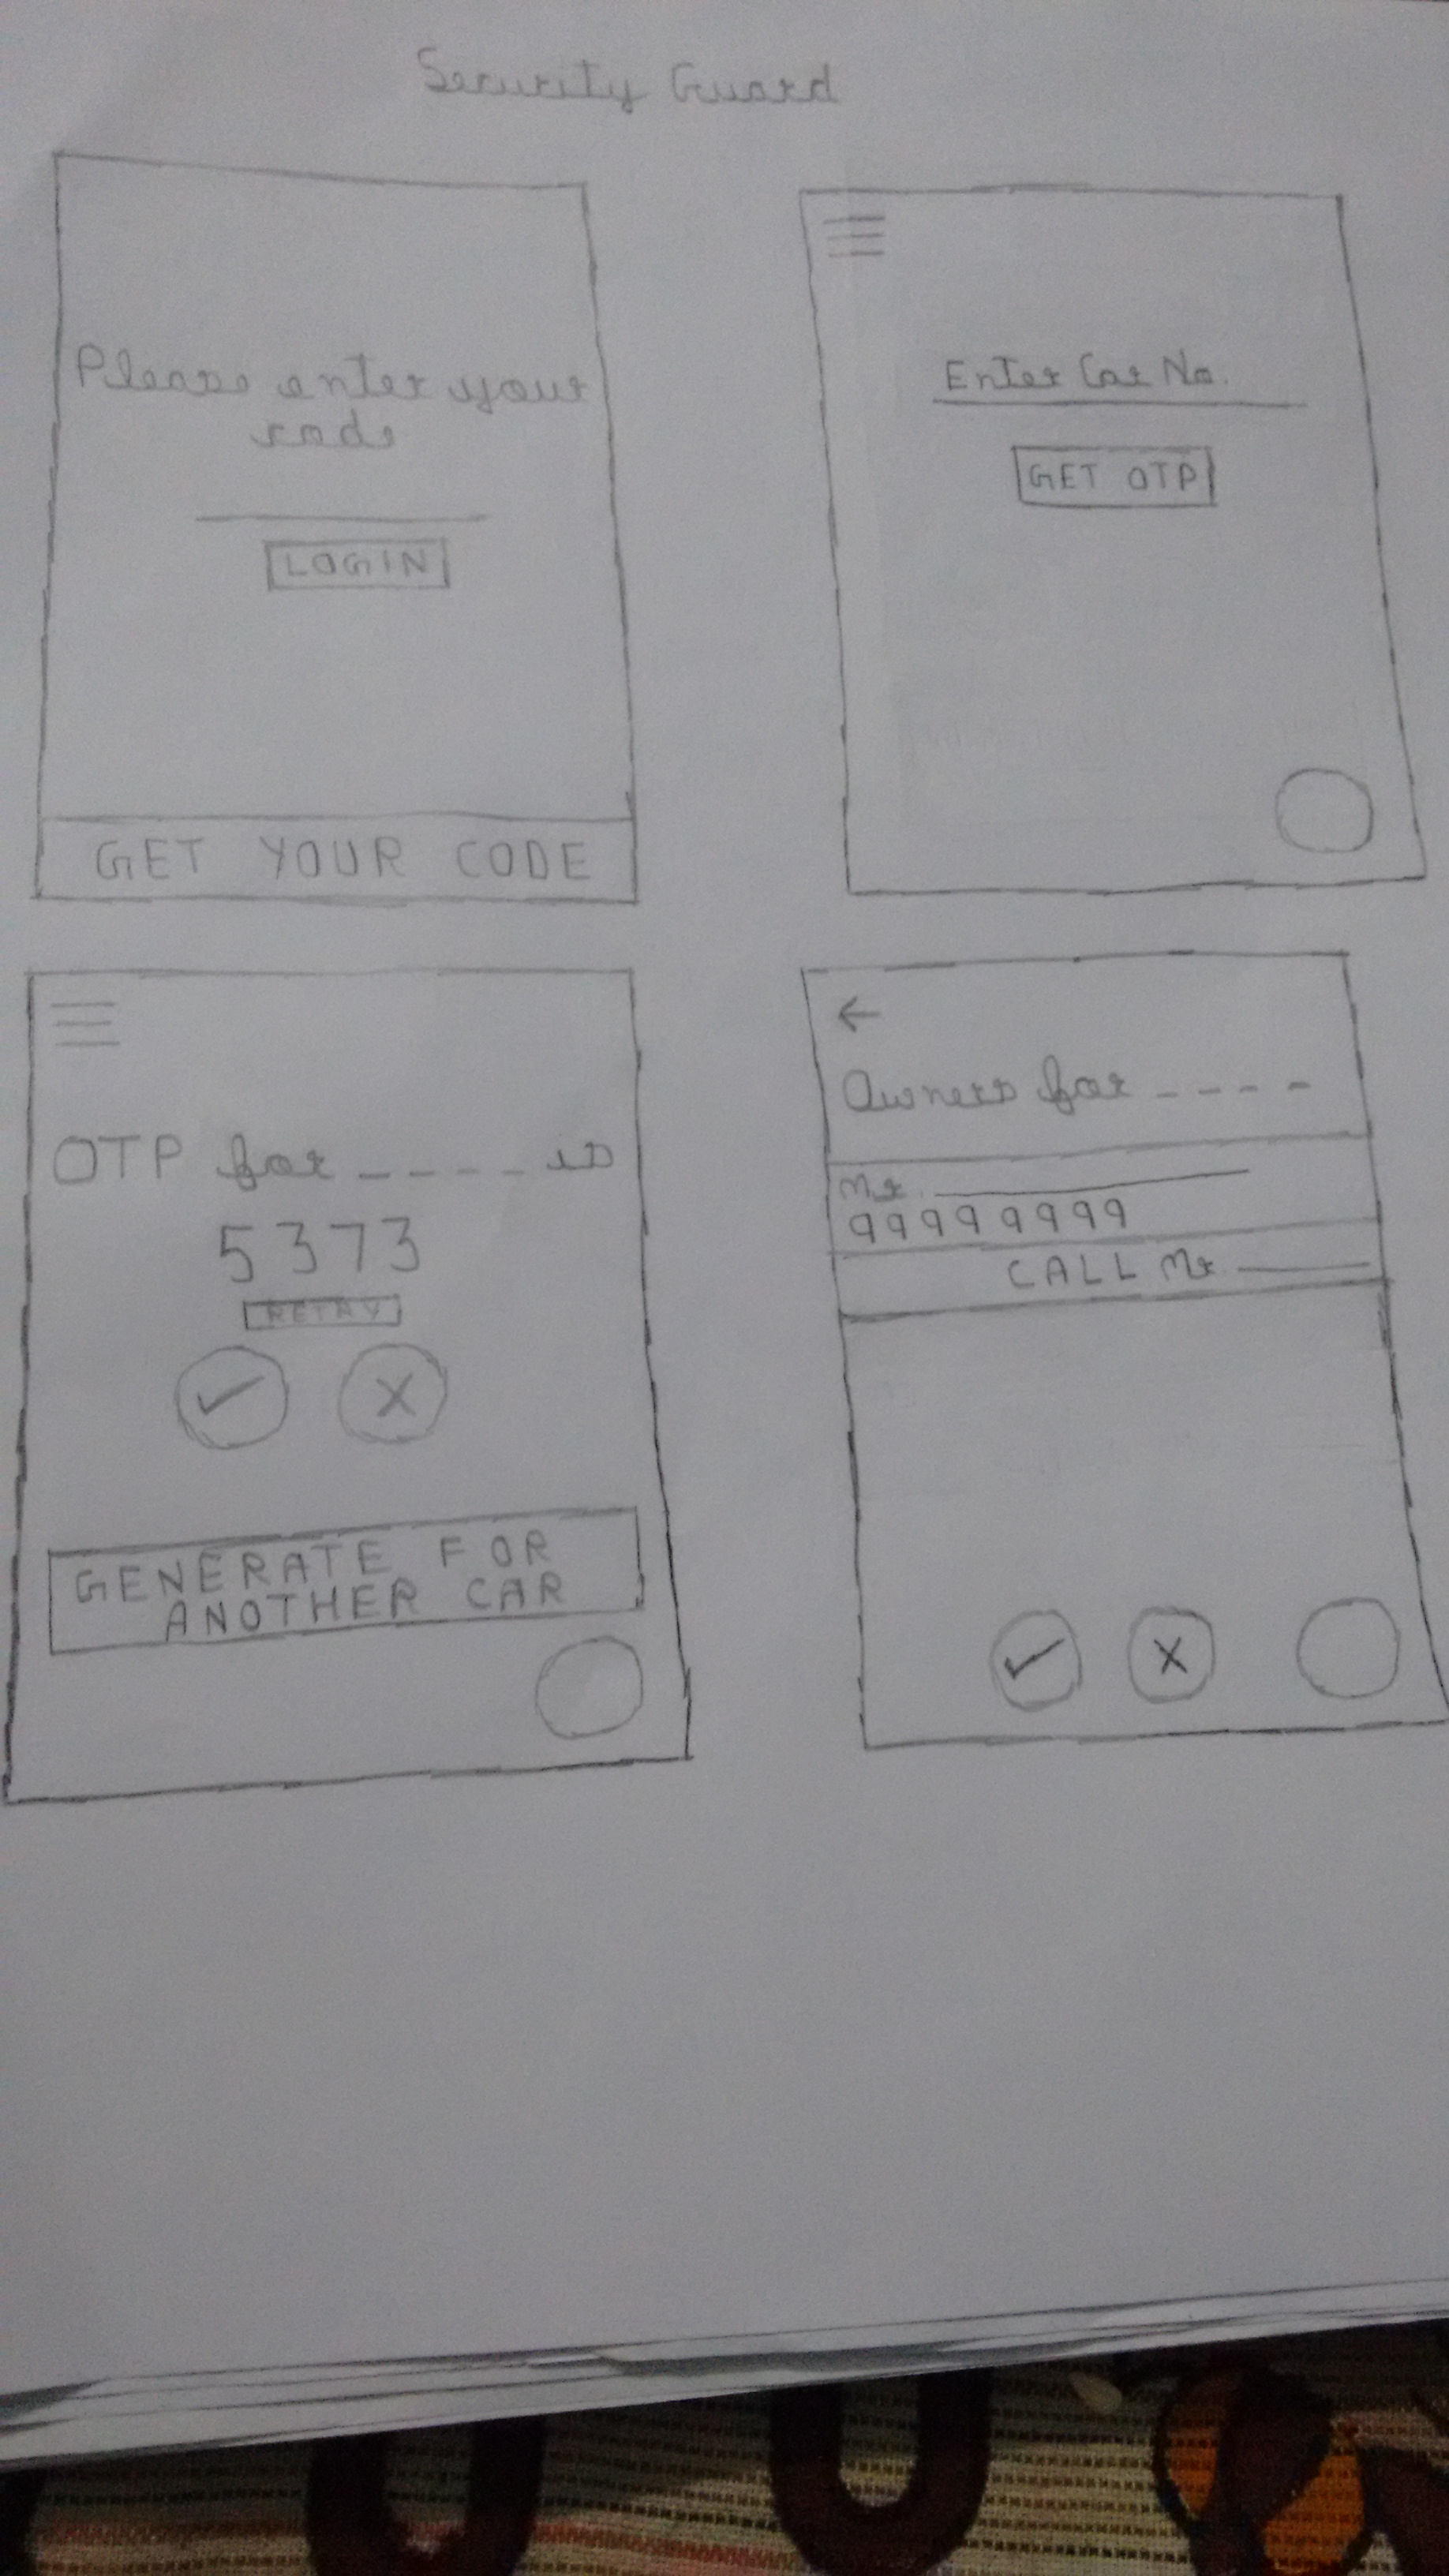 Security Guard
Please enter your
code
LOGIN
GET YOUR CODE
Enter Car No.
GET OTP
OTP for _ _ _ _ is
5373
RETRY
✓ X
GENERATE FOR
ANOTHER CAR
←
Owners for _ _ _ _
Mr. ______
99999999
CALL Mr. ____
✓ X